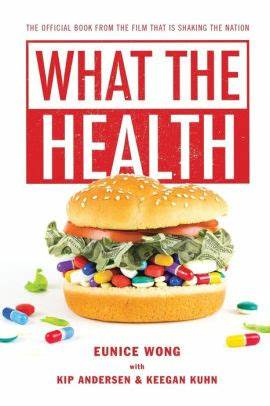 THE OFFICIAL BOOK FROM THE FILM THAT IS SHAKING THE NATION
WHAT THE
HEALTH
EUNICE WONG
with
KIP ANDERSEN & KEEGAN KUHN